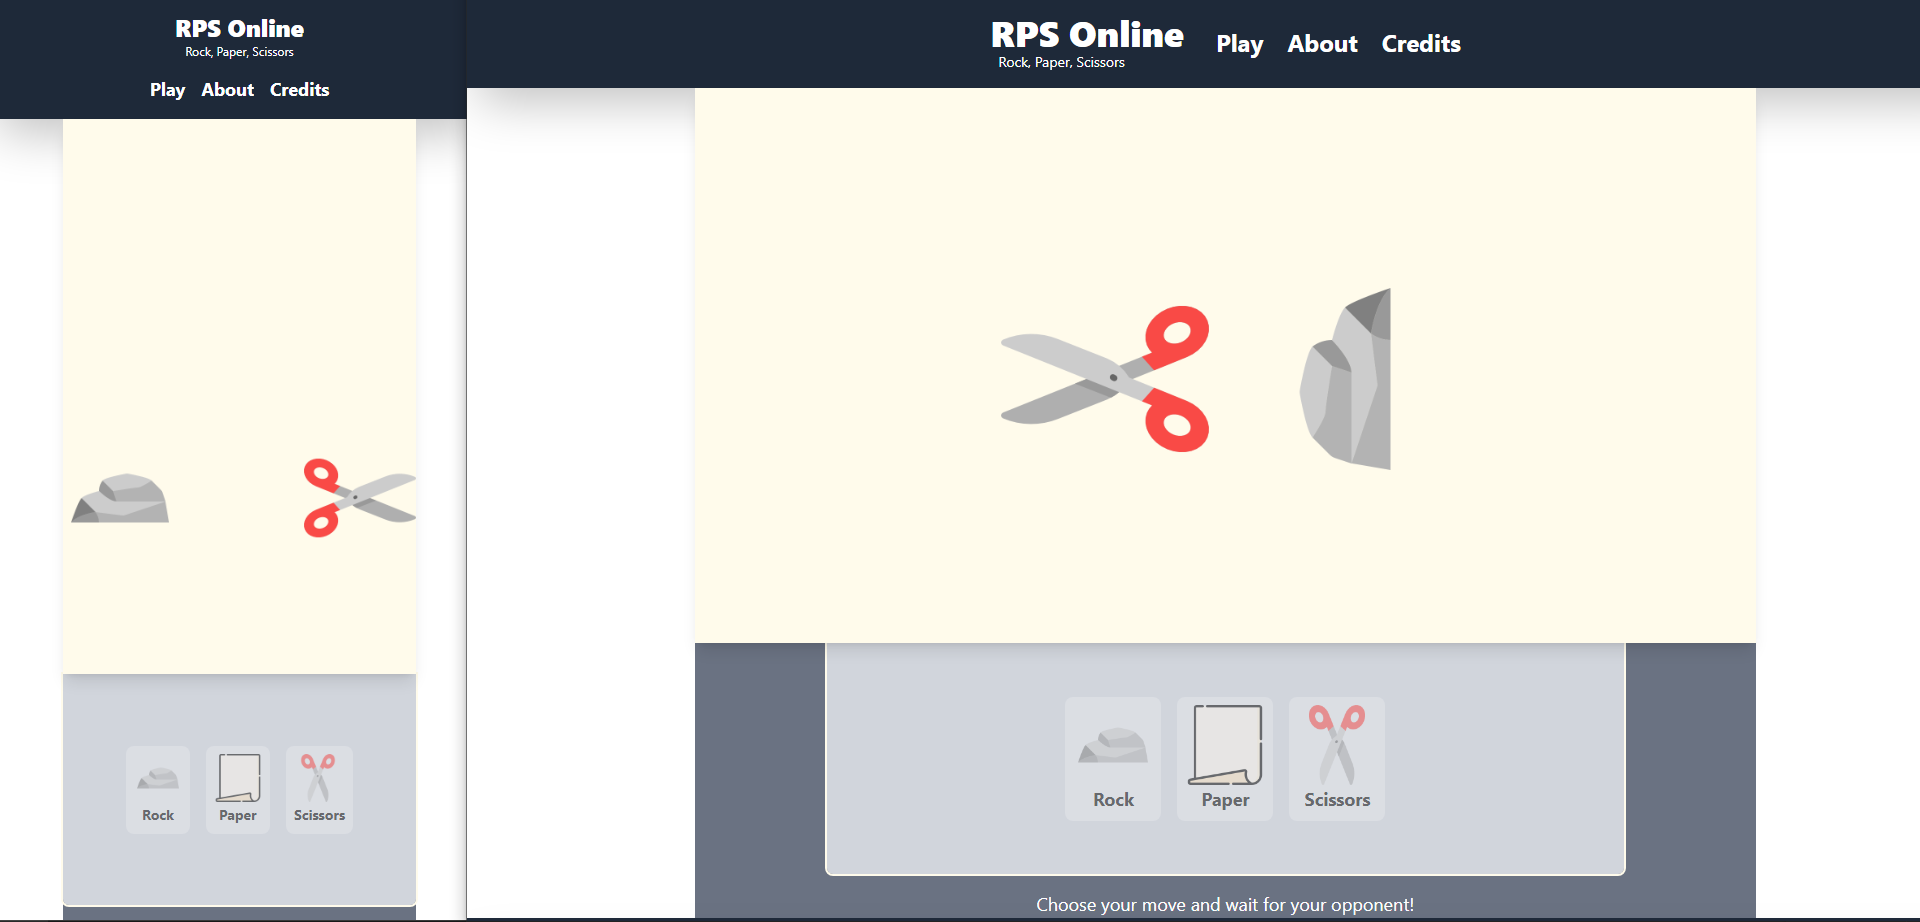 RPS Online
Rock, Paper, Scissors
Play About Credits
Rock Paper Scissors
RPS Online
Rock, Paper, Scissors
Play About Credits
Rock Paper Scissors
Choose your move and wait for your opponent!